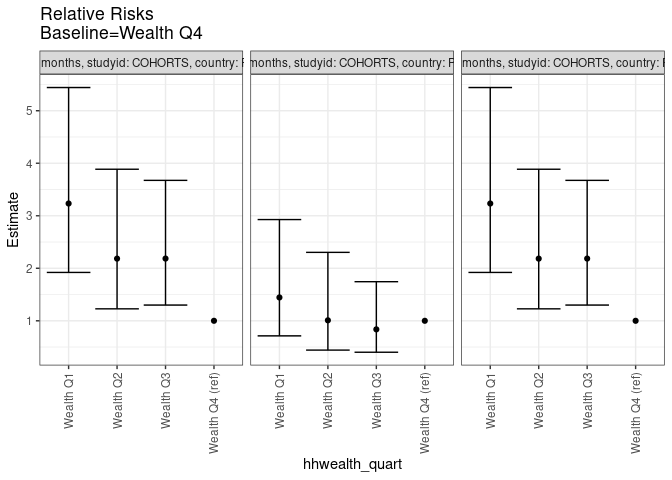 Relative Risks
Baseline=Wealth Q4
months, studyid: COHORTS, country:
months, studyid: COHORTS, country:
months, studyid: COHORTS, country:
5
4
3
2
1
Estimate
Wealth Q1
Wealth Q2
Wealth Q3
Wealth Q4 (ref)
Wealth Q1
Wealth Q2
Wealth Q3
Wealth Q4 (ref)
Wealth Q1
Wealth Q2
Wealth Q3
Wealth Q4 (ref)
hhwealth_quart